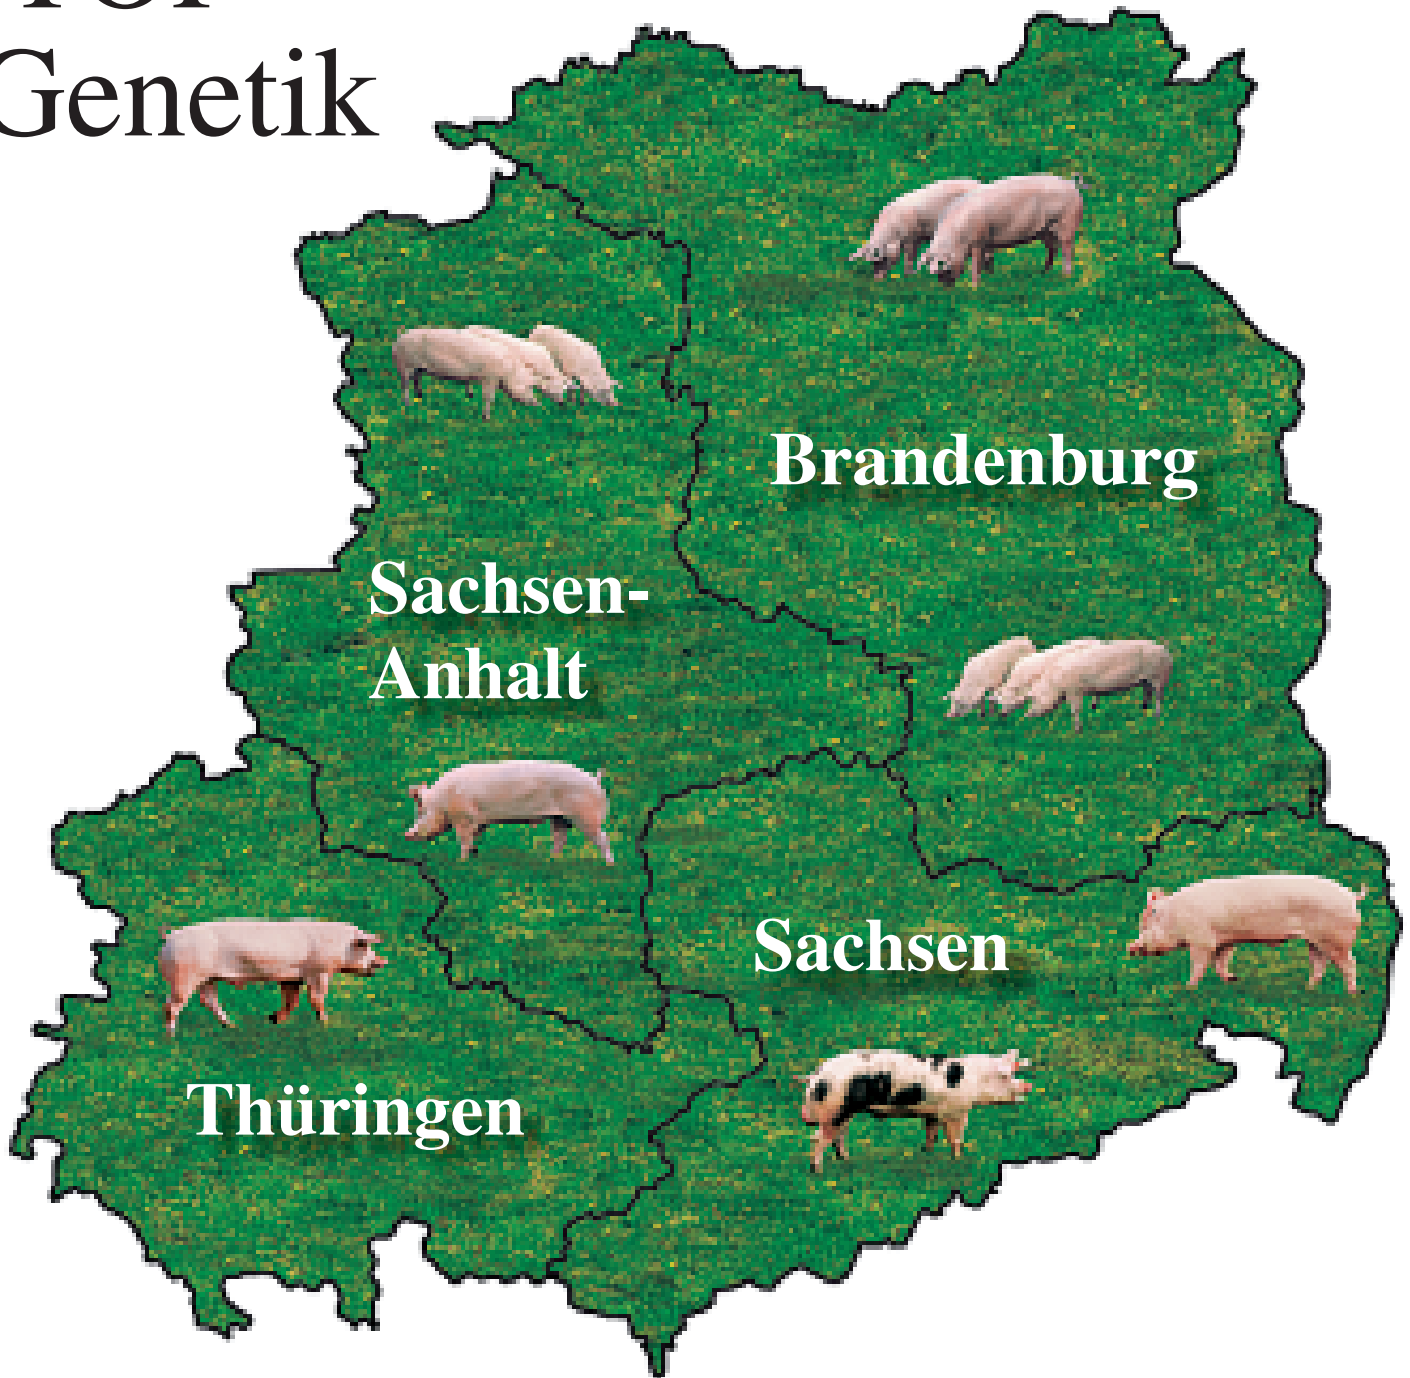 Genetik
Brandenburg
Sachsen-
Anhalt
Sachsen
Thüringen